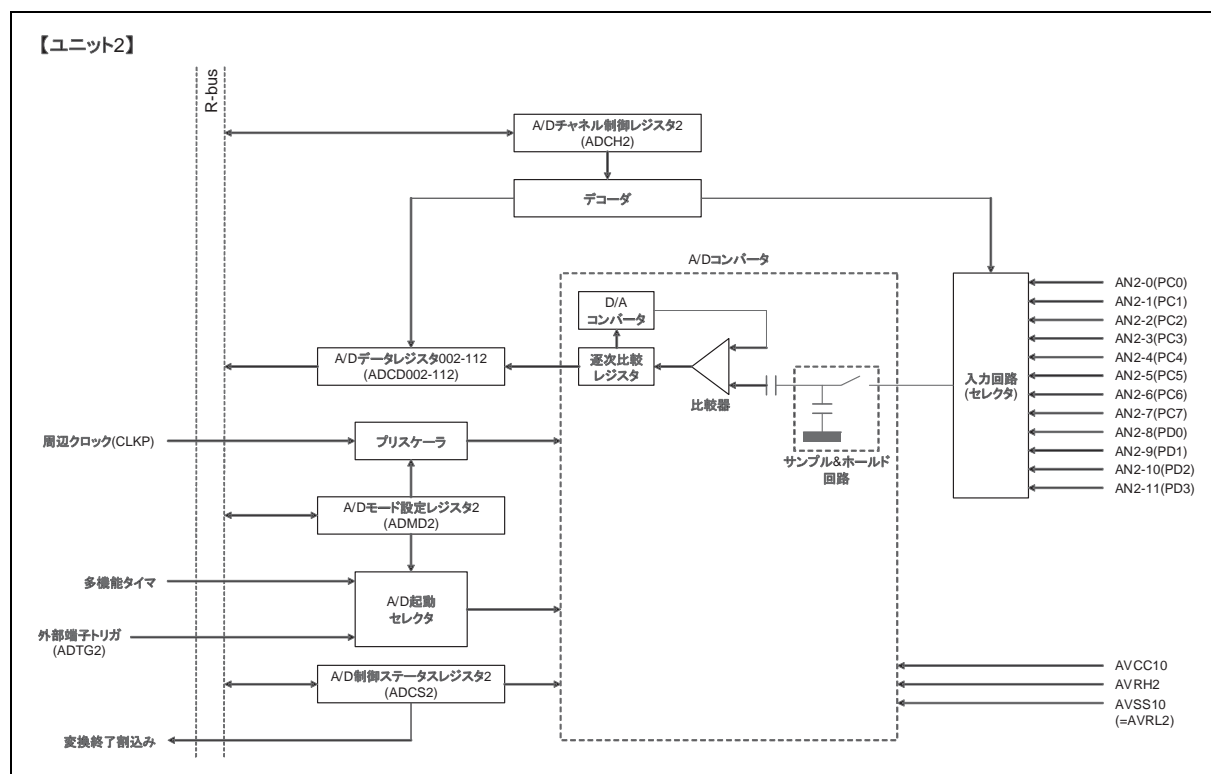 【ユニット2】
R-bus
A/Dチャネル制御レジスタ2
(ADCH2)
デコーダ
A/Dコンバータ
D/A
コンバータ
逐次比較
レジスタ
比較器
サンプル&ホールド
回路
入力回路
(セレクタ)
AN2-0(PC0)
AN2-1(PC1)
AN2-2(PC2)
AN2-3(PC3)
AN2-4(PC4)
AN2-5(PC5)
AN2-6(PC6)
AN2-7(PC7)
AN2-8(PD0)
AN2-9(PD1)
AN2-10(PD2)
AN2-11(PD3)
A/Dデータレジスタ002-112
(ADCD002-112)
周辺クロック(CLKP)
プリスケーラ
A/Dモード設定レジスタ2
(ADMD2)
多機能タイマ
A/D起動
セレクタ
外部端子トリガ
(ADTG2)
A/D制御ステータスレジスタ2
(ADCS2)
変換終了割込み
AVCC10
AVRH2
AVSS10
(=AVRL2)